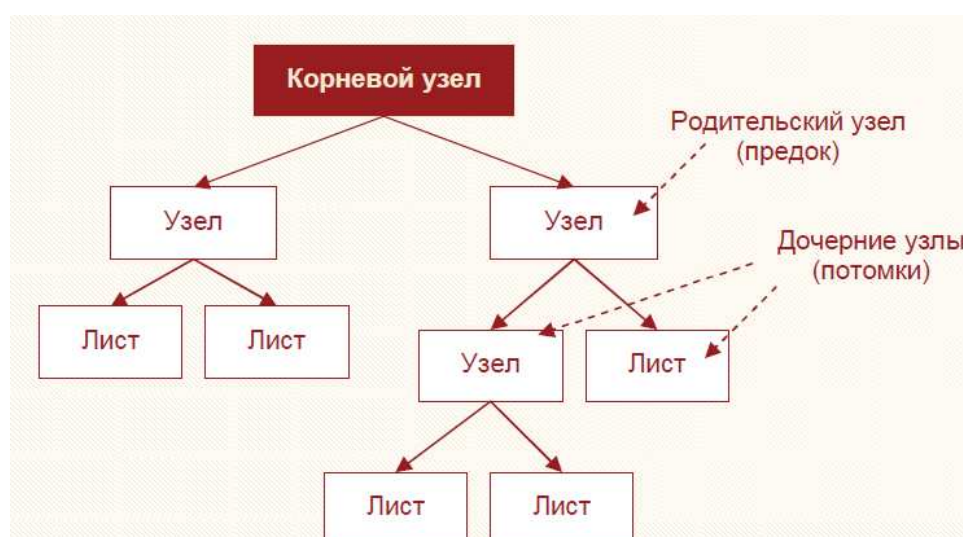 Корневой узел
Родительский узел
(предок)
Узел
Узел
Дочерние узлы
(потомки)
Лист
Лист
Узел
Лист
Лист
Лист